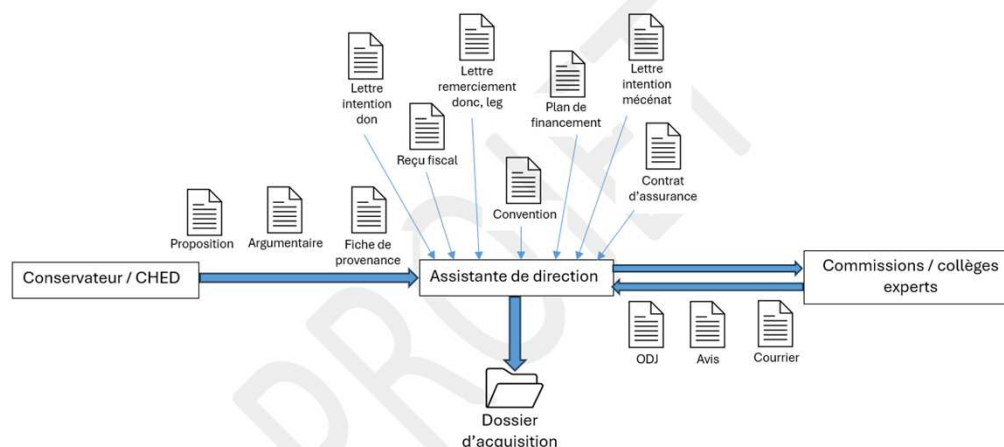 Lettre
intention
don
Lettre
remerciement
donc, leg
Plan de
financement
Lettre
intention
mécénat
Reçu fiscal
Convention
Contrat
d'assurance
Proposition
Argumentaire
Fiche de
provenance
Conservateur / CHED
Assistante de direction
Commissions / collèges
experts
ODJ
Avis
Courrier
Dossier
d'acquisition
PROJET